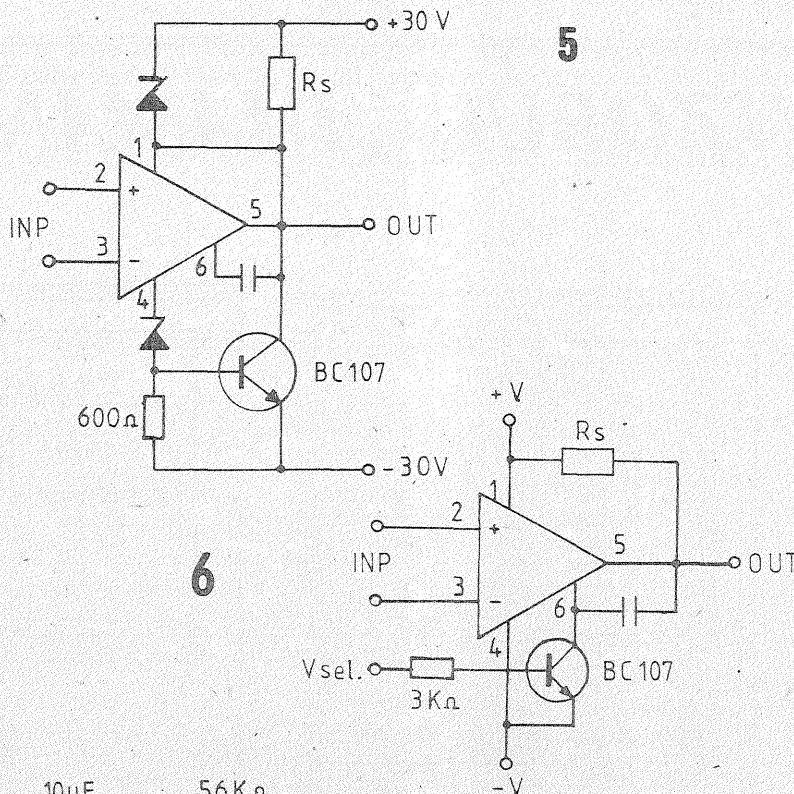 +30 V
5
Rs
1
2
+
INP
5
OUT
3
−
6
4
BC107
600Ω
-30V
+V
Rs
1
2
+
5
INP
OUT
6
3
−
6
4
Vsel.
BC107
3KΩ
10µF
56KΩ
−V